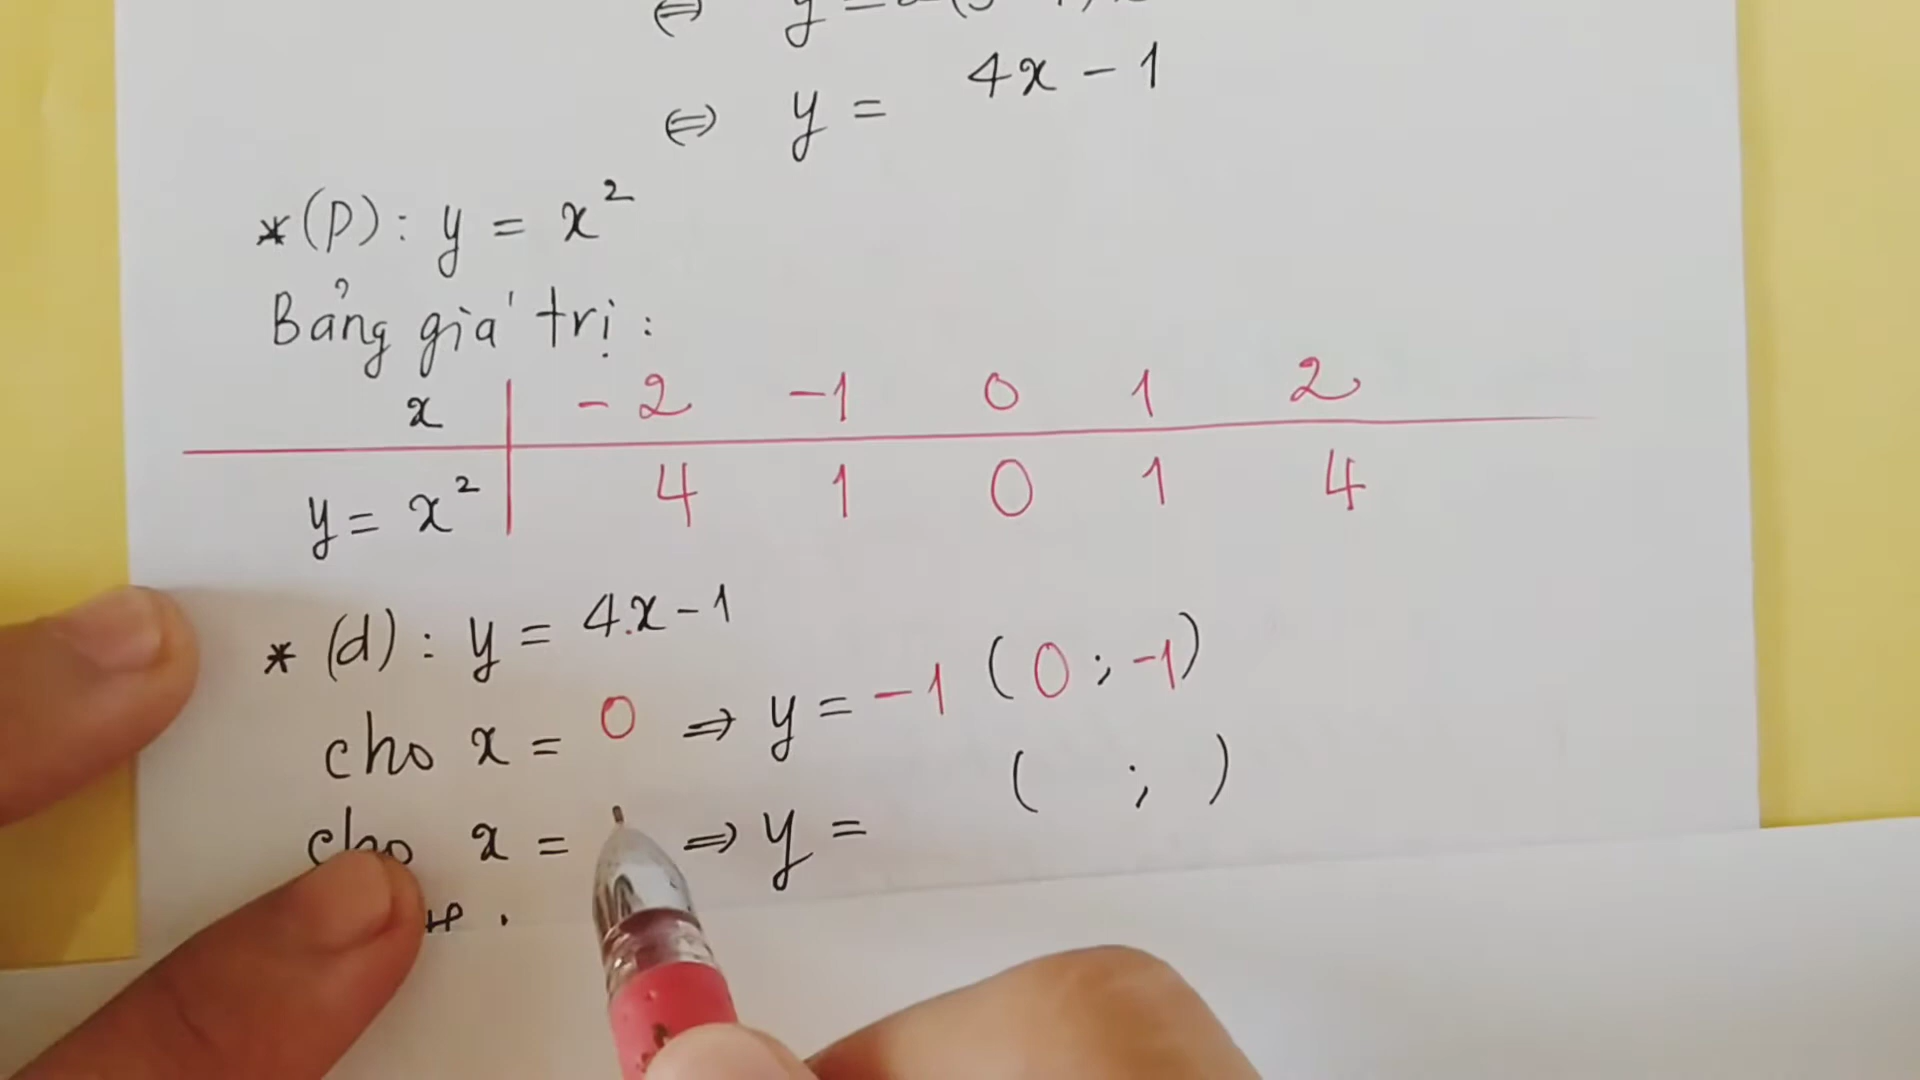 ⇔ y =
⇔ y = 4x - 1
* (P): y = x²
Bảng giá trị:
x | -2 -1 0 1 2
y = x² | 4 1 0 1 4
* (d): y = 4.x - 1
cho x = 0 ⇒ y = -1 (0 ; -1)
cho x = ⇒ y = ( ; )